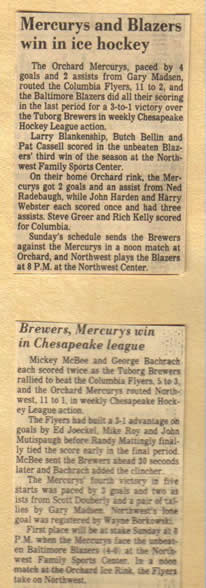 Mercurys and Blazers
win in ice hockey
The Orchard Mercurys, paced by 4
goals and 2 assists from Gary Madsen,
routed the Columbia Flyers, 11 to 2, and
the Baltimore Blazers did all their scoring
in the last period for a 3-to-1 victory over
the Tuborg Brewers in weekly Chesapeake
Hockey League action.
Larry Blankenship, Butch Bellin and
Pat Cassell scored in the unbeaten Blaz-
ers' third win of the season at the North-
west Family Sports Center.
On their home Orchard rink, the Mer-
curys got 2 goals and an assist from Ned
Radebaugh, while John Harden and Harry
Webster each scored once and had three
assists. Steve Greer and Rich Kelly scored
for Columbia.
Sunday's schedule sends the Brewers
against the Mercurys in a noon match at
Orchard, and Northwest plays the Blazers
at 8 P.M. at the Northwest Center.
Brewers, Mercurys win
in Chesapeake league
Mickey McBee and George Bachrach
each scored twice as the Tuborg Brewers
rallied to beat the Columbia Flyers, 5 to 3,
and the Orchard Mercurys routed North-
west, 11 to 1, in weekly Chesapeake Hock-
ey League action.
The Flyers had built a 3-1 advantage on
goals by Ed Joeckel, Mike Roy and John
Mutispaugh before Randy Mattingly final-
ly tied the score early in the final period.
McBee sent the Brewers ahead 30 seconds
later and Bachrach added the clincher.
The Mercurys' fourth victory in five
starts was paced by 3 goals and two as-
sists from Scott Douberly and a pair of tal-
lies by Gary Madsen. Northwest's lone
goal was registered by Wayne Borkowski.
First place will be at stake Sunday at 8
P.M. when the Mercurys face the unbeat-
en Baltimore Blazers (4-0) at the North-
west Family Sports Center. In a noon
match at the Orchard Ice Rink, the Flyers
take on Northwest.